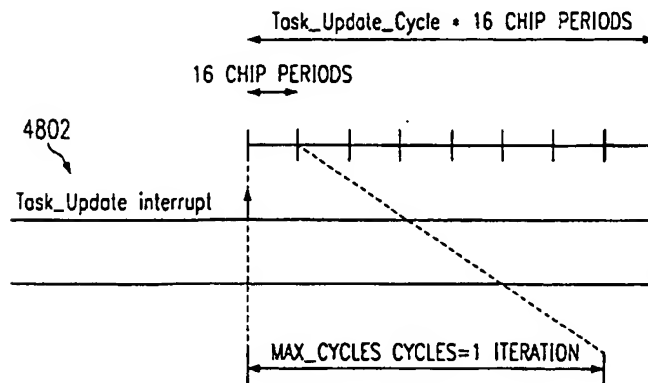 Task_Update_Cycle * 16 CHIP PERIODS
16 CHIP PERIODS
4802
Task_Update interrupt
MAX_CYCLES CYCLES=1 ITERATION